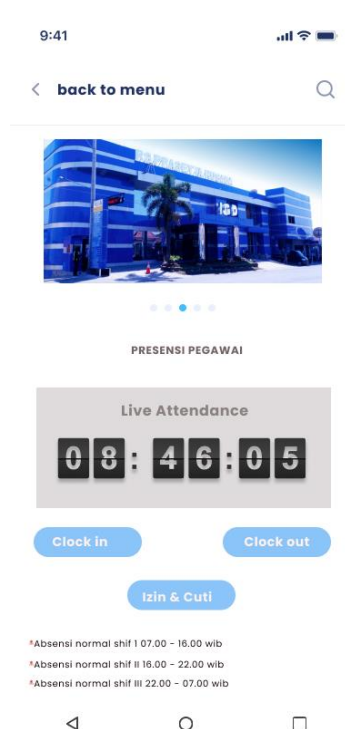 9:41
back to menu
IGD
PRESENSI PEGAWAI
Live Attendance
08:46:05
Clock in
Clock out
Izin & Cuti
*Absensi normal shif I 07.00 - 16.00 wib
*Absensi normal shif II 16.00 - 22.00 wib
*Absensi normal shif III 22.00 - 07.00 wib